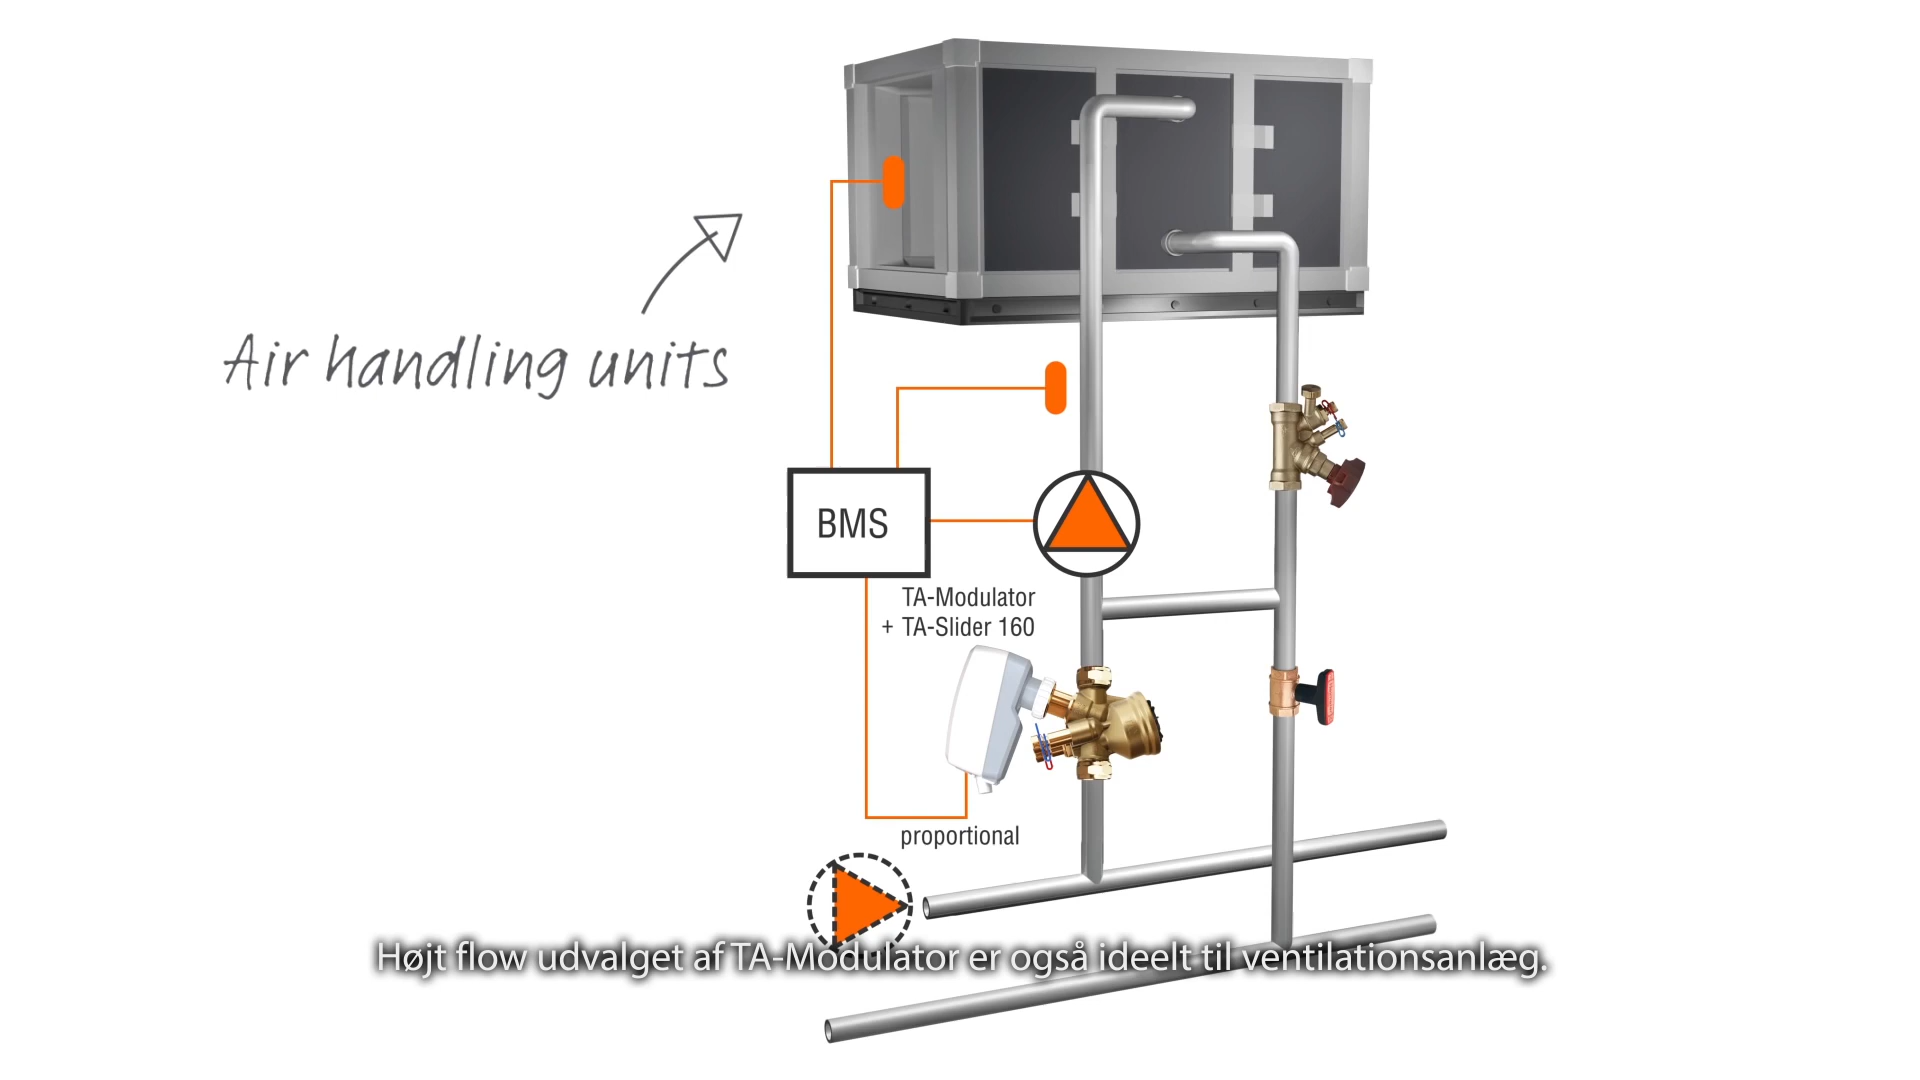 Air handling units
BMS
TA-Modulator
+ TA-Slider 160
proportional
Højt flow udvalget af TA-Modulator er også ideelt til ventilationsanlæg.